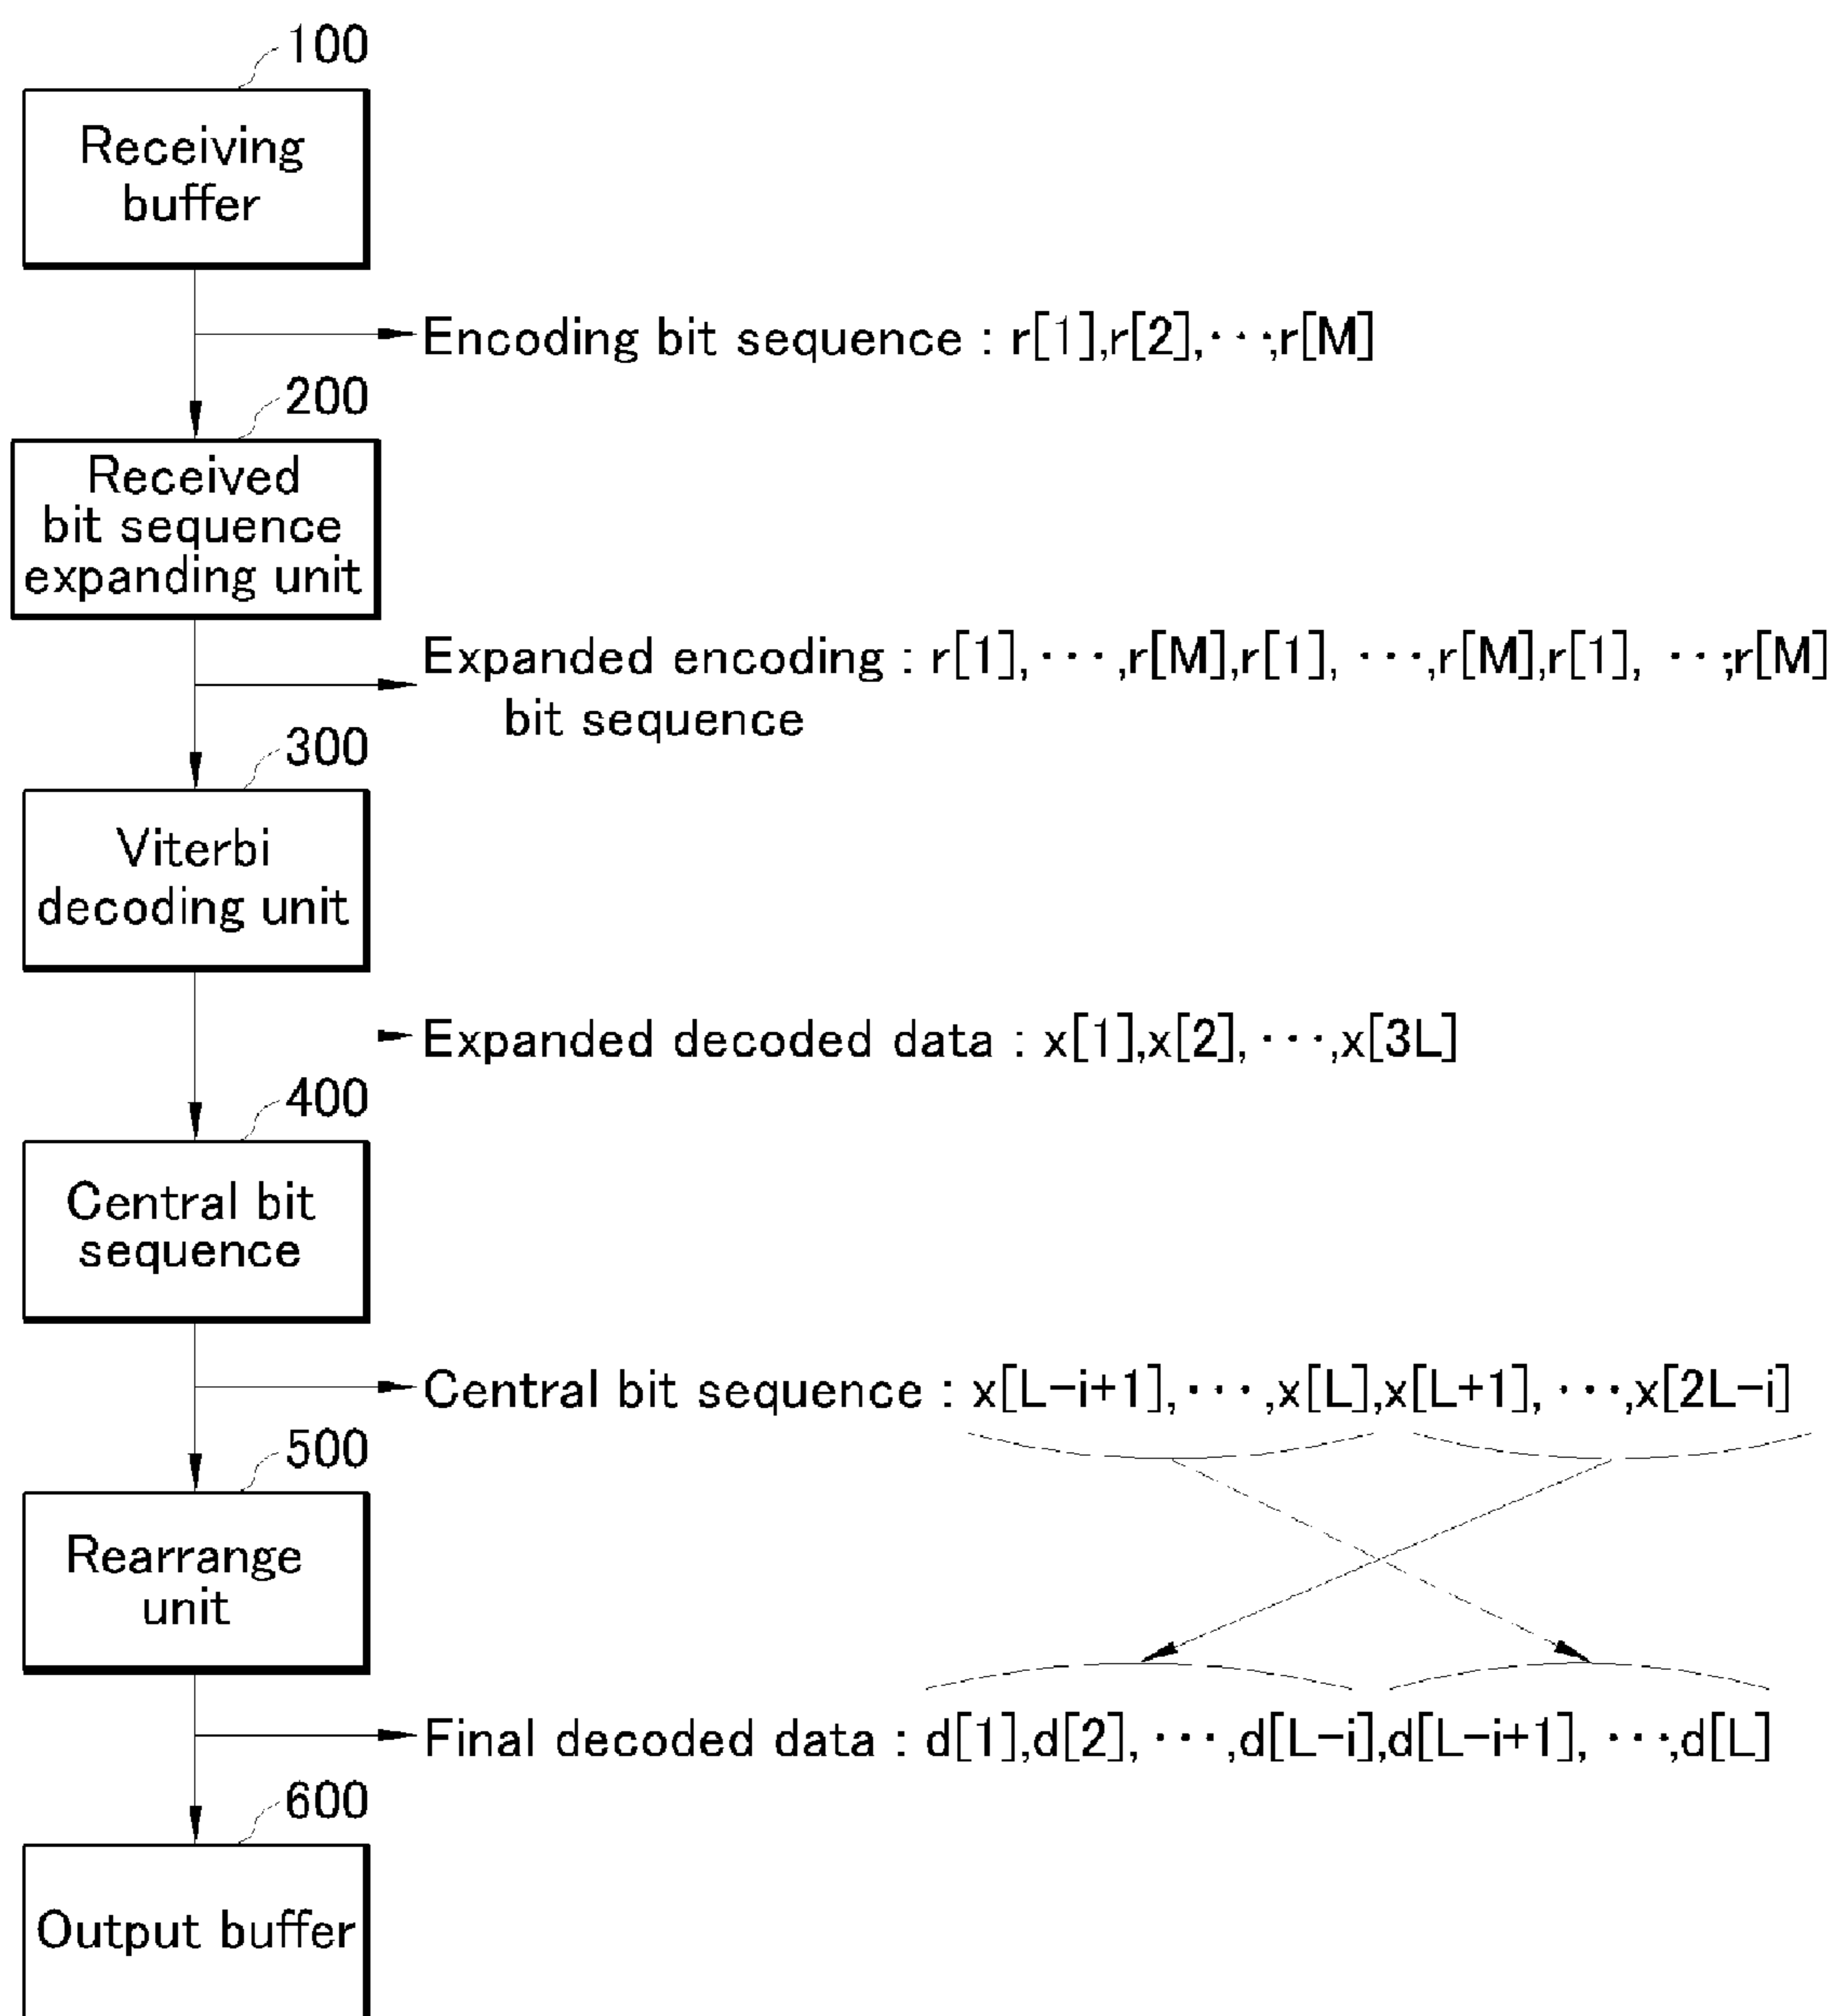 100
Receiving
buffer
Encoding bit sequence : r[1],r[2],···,r[M]
200
Received
bit sequence
expanding unit
Expanded encoding : r[1],···,r[M],r[1], ···,r[M],r[1], ···,r[M]
bit sequence
300
Viterbi
decoding unit
Expanded decoded data : x[1],x[2],···,x[3L]
400
Central bit
sequence
Central bit sequence : x[L-i+1],···,x[L],x[L+1], ···,x[2L-i]
500
Rearrange
unit
Final decoded data : d[1],d[2], ···,d[L-i],d[L-i+1], ···,d[L]
600
Output buffer